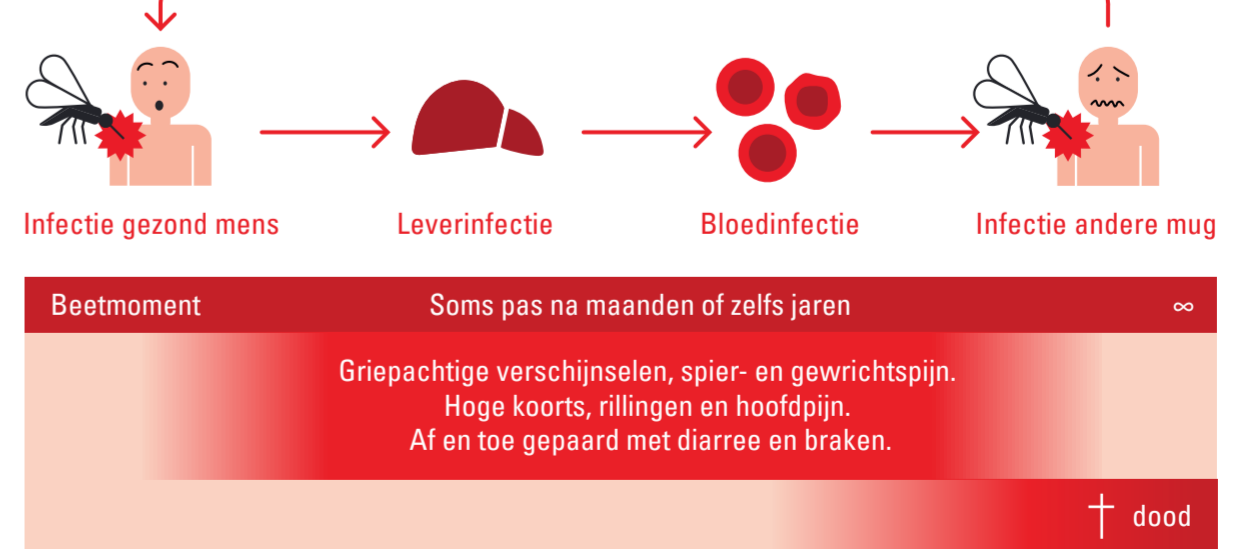 Infectie gezond mens
Leverinfectie
Bloedinfectie
Infectie andere mug
Beetmoment
Soms pas na maanden of zelfs jaren
∞
Griepachtige verschijnselen, spier- en gewrichtspijn.
Hoge koorts, rillingen en hoofdpijn.
Af en toe gepaard met diarree en braken.
† dood